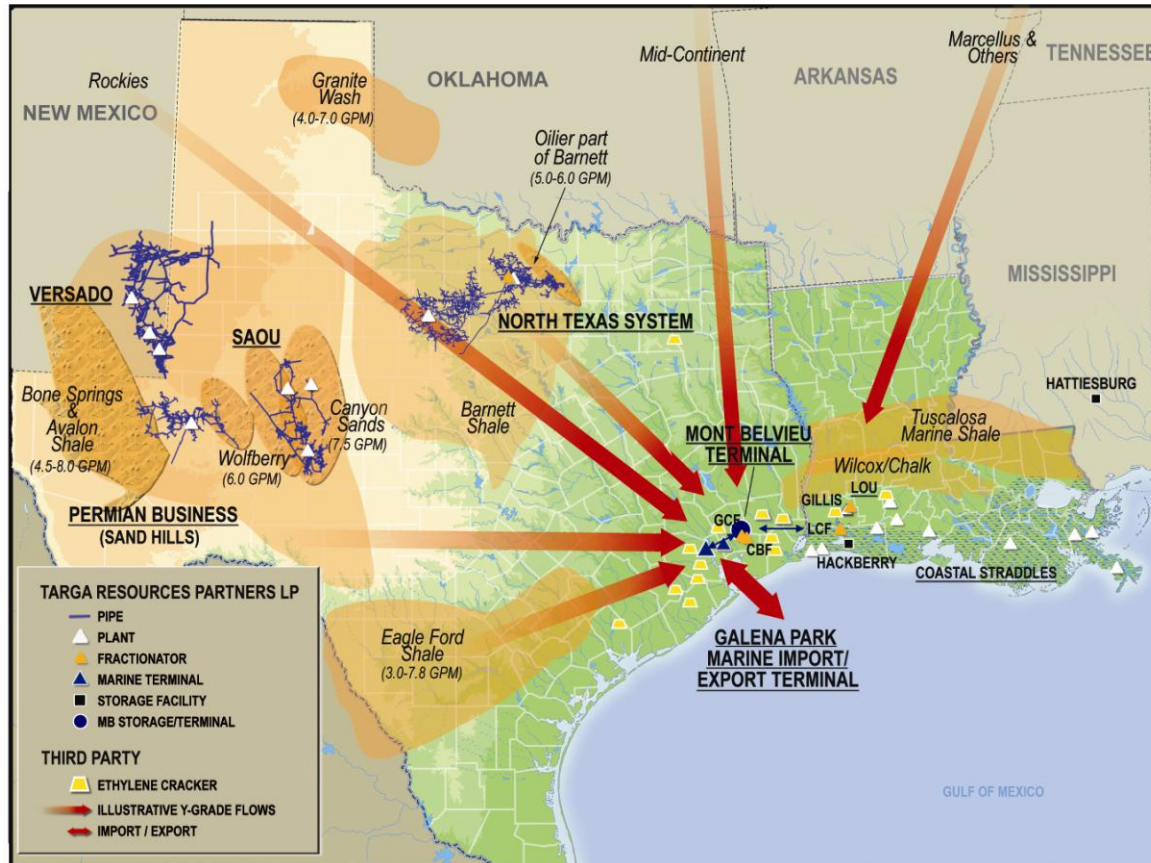 Rockies
NEW MEXICO
Granite
Wash
(4.0-7.0 GPM)
OKLAHOMA
Mid-Continent
ARKANSAS
Marcellus &
Others
TENNESSEE
Oilier part
of Barnett
(5.0-6.0 GPM)
MISSISSIPPI
VERSADO
SAOU
NORTH TEXAS SYSTEM
HATTIESBURG
Bone Springs
&
Avalon
Shale
(4.5-8.0 GPM)
Canyon
Sands
(7.5 GPM)
Wolfberry
(6.0 GPM)
Barnett
Shale
Tuscalosa
Marine Shale
MONT BELVIEU
TERMINAL
Wilcox/Chalk
LOU
GILLIS
PERMIAN BUSINESS
(SAND HILLS)
GCF
LCF
CBF
HACKBERRY
COASTAL STRADDLES
Eagle Ford
Shale
(3.0-7.8 GPM)
GALENA PARK
MARINE IMPORT/
EXPORT TERMINAL
GULF OF MEXICO
TARGA RESOURCES PARTNERS LP
PIPE
PLANT
FRACTIONATOR
MARINE TERMINAL
STORAGE FACILITY
MB STORAGE/TERMINAL
THIRD PARTY
ETHYLENE CRACKER
ILLUSTRATIVE Y-GRADE FLOWS
IMPORT / EXPORT